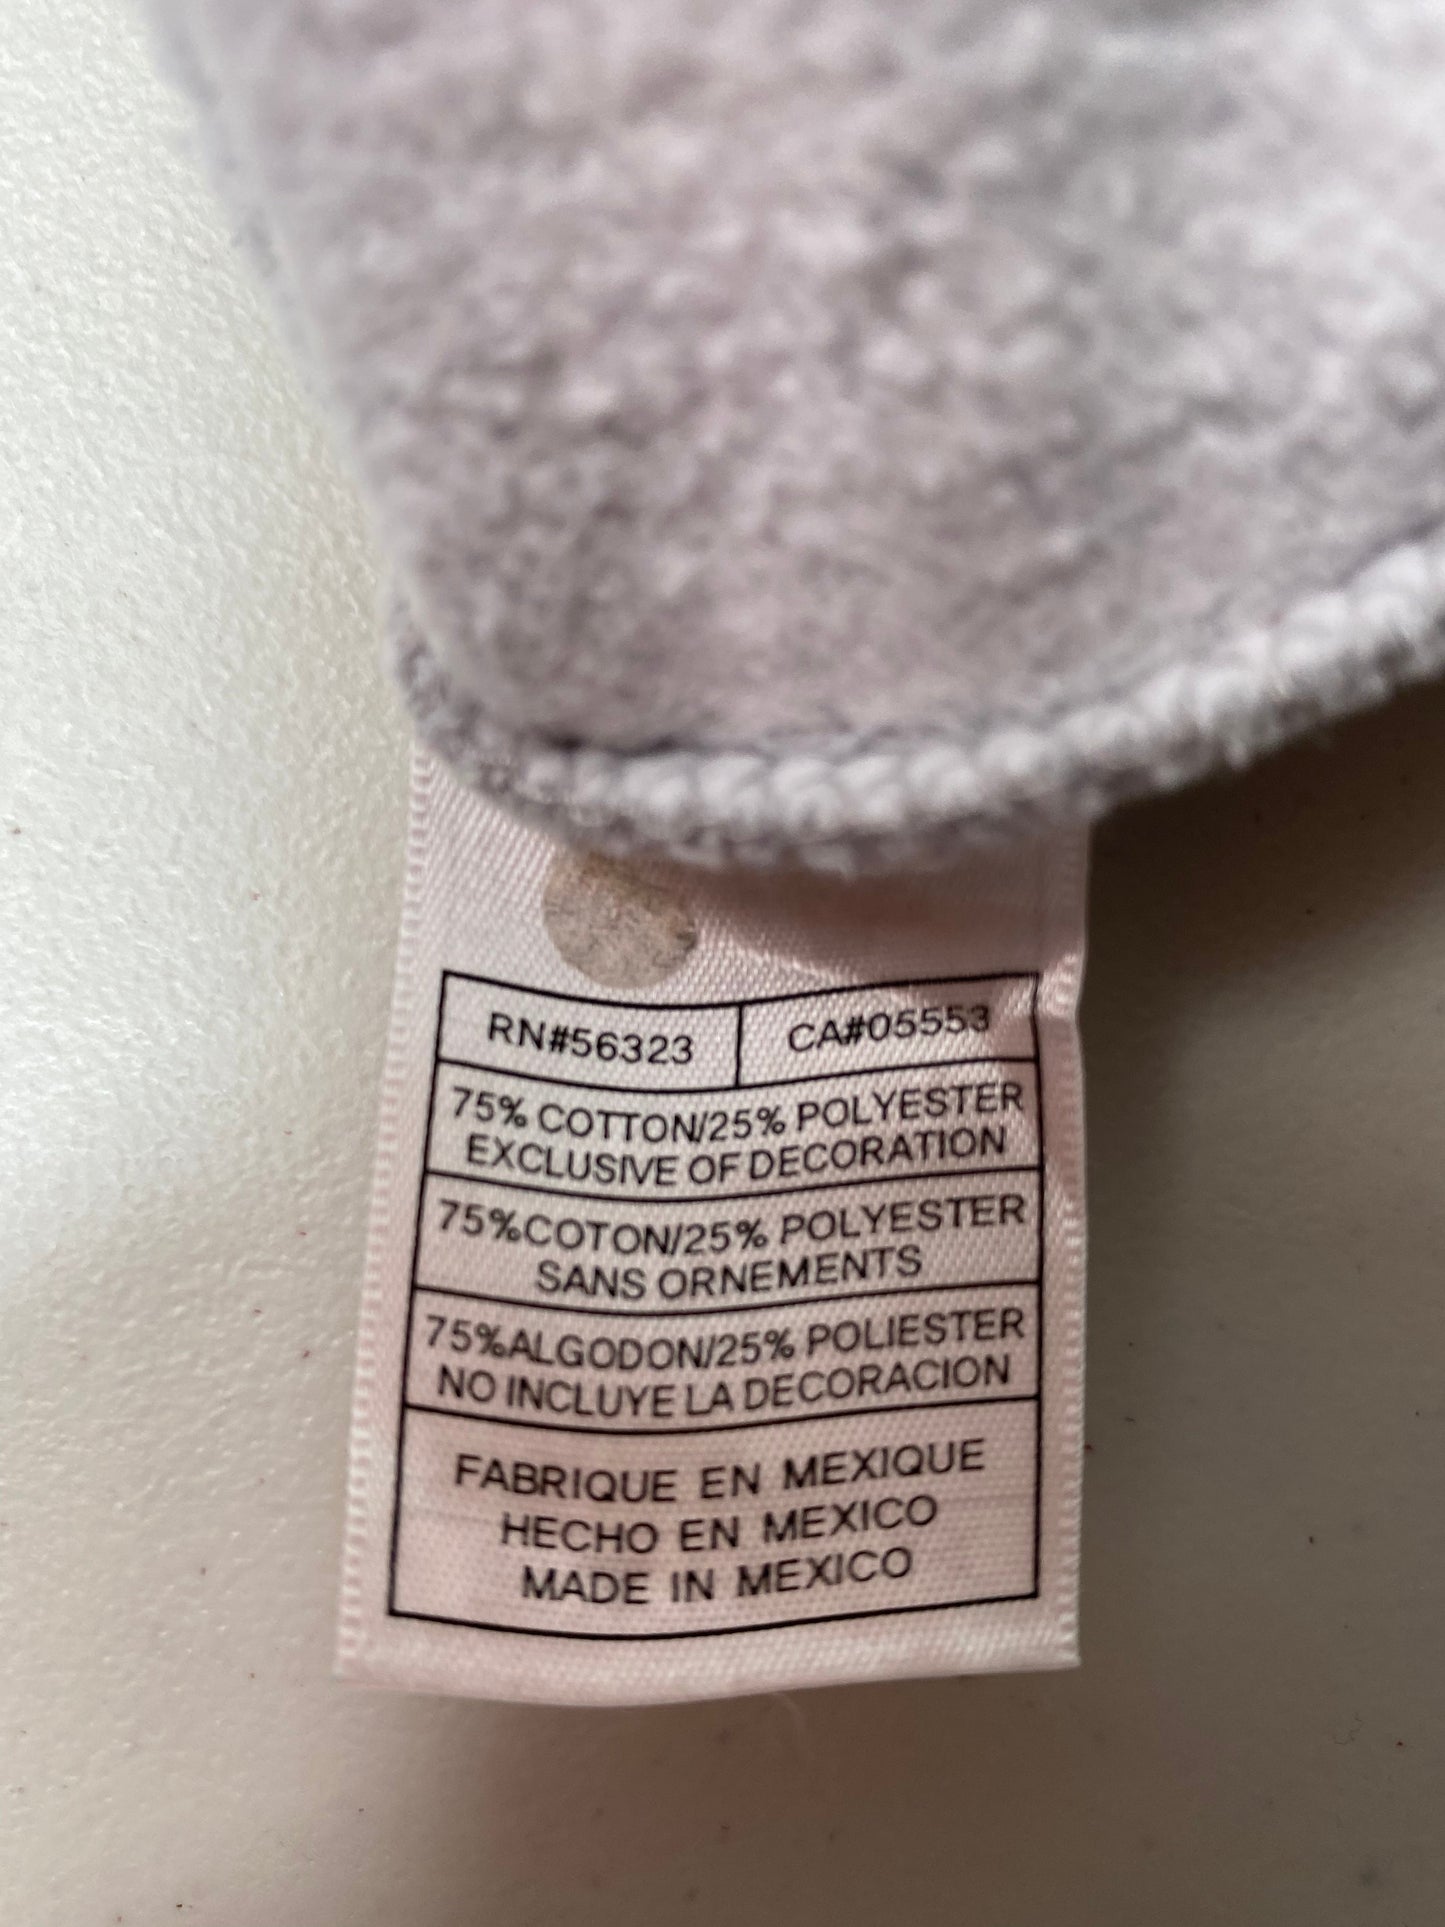 RN#56323 CA#05553
75% COTTON/25% POLYESTER
EXCLUSIVE OF DECORATION
75%COTON/25% POLYESTER
SANS ORNEMENTS
75%ALGODON/25% POLIESTER
NO INCLUYE LA DECORACION
FABRIQUE EN MEXIQUE
HECHO EN MEXICO
MADE IN MEXICO